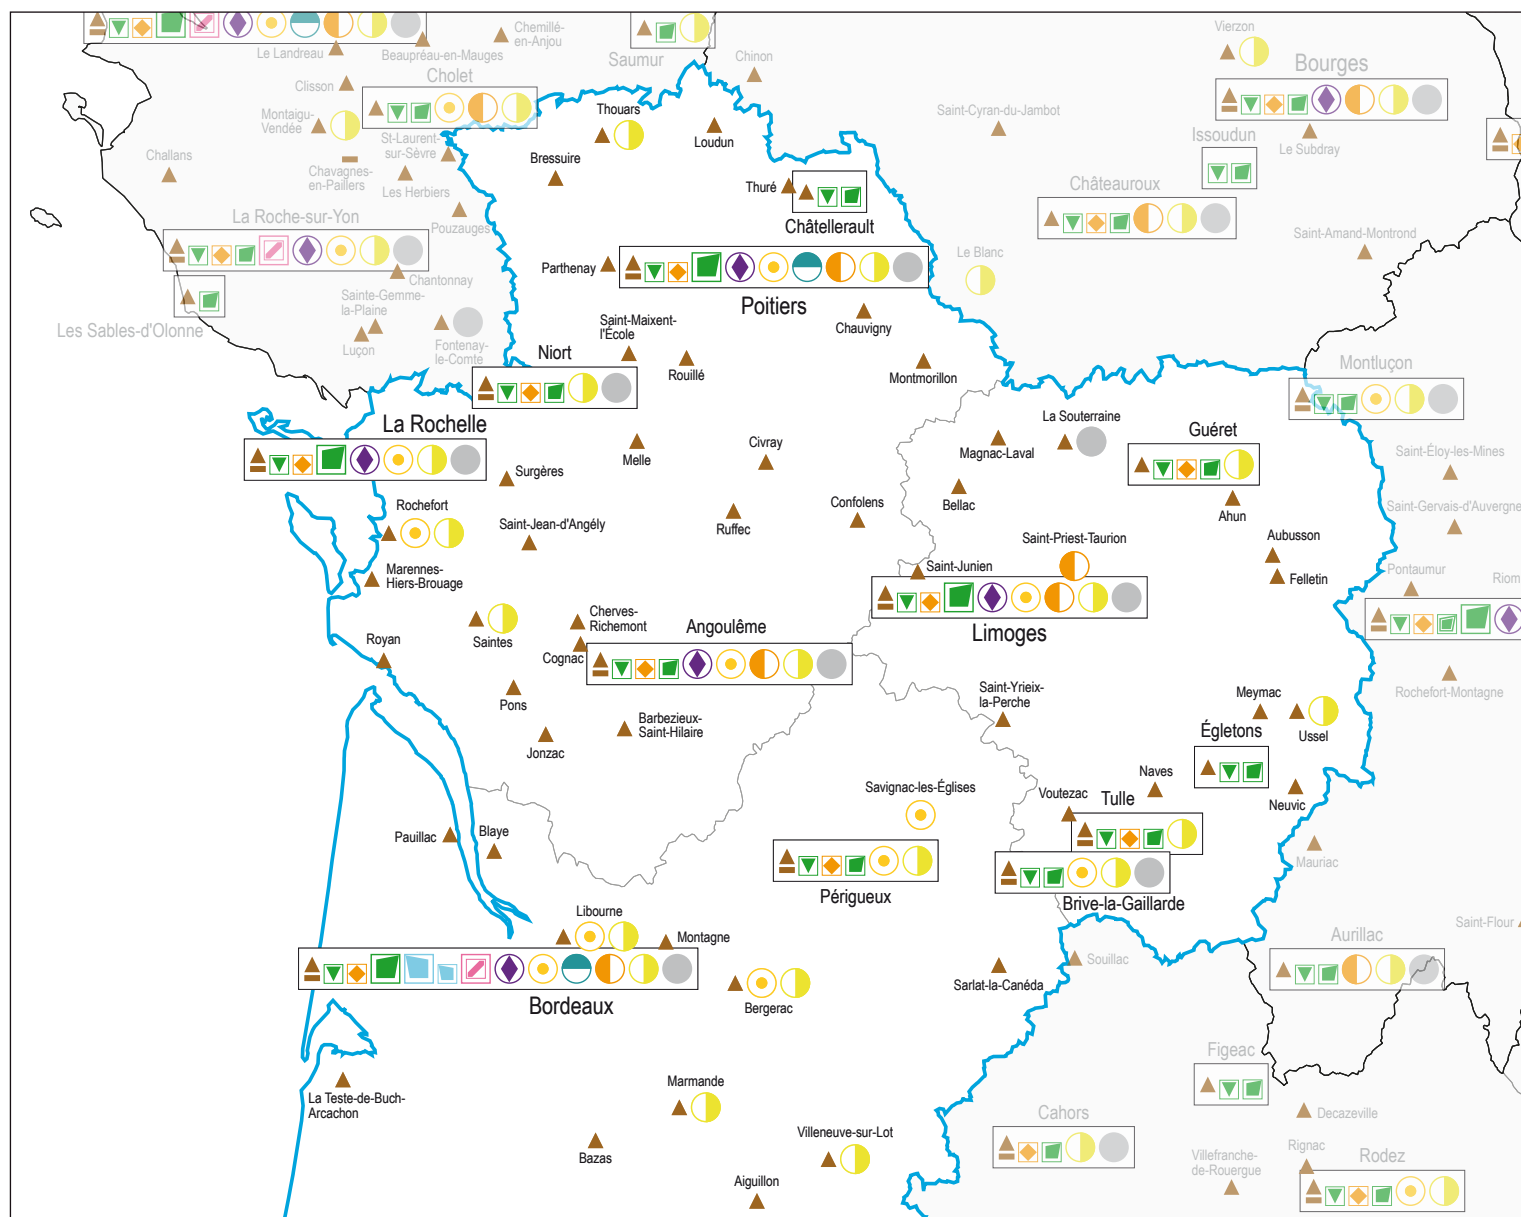 Chemillé-
en-Anjou
Vierzon
Le Landreau
Beaupréau-en-Mauges
Saumur
Chinon
Bourges
Clisson
Cholet
Montaigu-
Vendée
Thouars
Loudun
Saint-Cyran-du-Jambot
Issoudun
Le Subdray
Challans
Chavagnes-
en-Paillers
St-Laurent-
sur-Sèvre
Les Herbiers
Bressuire
Thuré
Châtellerault
Châteauroux
La Roche-sur-Yon
Pouzauges
Saint-Amand-Montrond
Parthenay
Poitiers
Le Blanc
Chantonnay
Sainte-Gemme-
la-Plaine
Les Sables-d'Olonne
Luçon
Fontenay-
le-Comte
Saint-Maixent-
l'École
Chauvigny
Niort
Rouillé
Montmorillon
Montluçon
La Rochelle
Melle
Civray
Magnac-Laval
La Souterraine
Guéret
Saint-Éloy-les-Mines
Surgères
Bellac
Ahun
Saint-Gervais-d'Auvergne
Rochefort
Saint-Jean-d'Angély
Ruffec
Confolens
Saint-Priest-Taurion
Aubusson
Marennes-
Hiers-Brouage
Saint-Junien
Felletin
Pontaumur
Riom
Limoges
Saintes
Cherves-
Richemont
Cognac
Angoulême
Royan
Pons
Saint-Yrieix-
la-Perche
Meymac
Ussel
Rochefort-Montagne
Jonzac
Barbezieux-
Saint-Hilaire
Égletons
Savignac-les-Églises
Naves
Voutezac
Tulle
Neuvic
Pauillac
Blaye
Mauriac
Périgueux
Brive-la-Gaillarde
Libourne
Montagne
Saint-Flour
Aurillac
Souillac
Bordeaux
Bergerac
Sarlat-la-Canéda
Figeac
La Teste-de-Buch-
Arcachon
Marmande
Cahors
Decazeville
Bazas
Villeneuve-sur-Lot
Villefranche-
de-Rouergue
Rignac
Rodez
Aiguillon